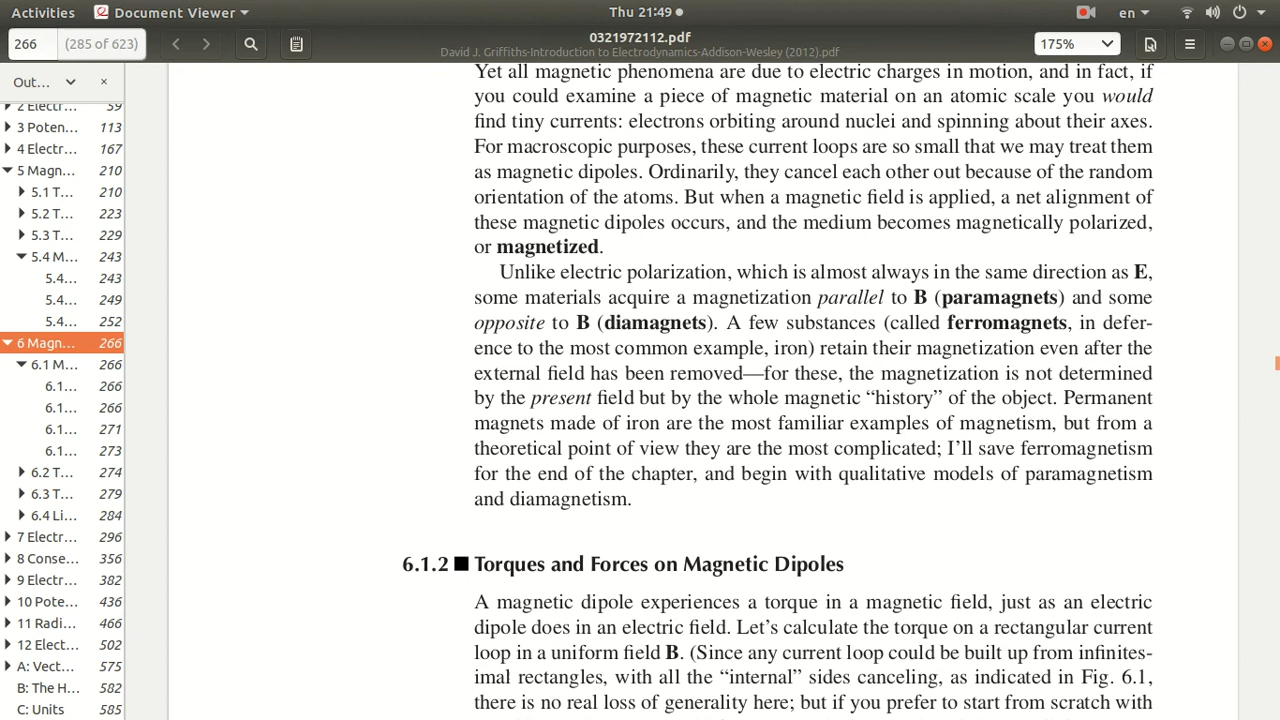 Activities
Document Viewer
Thu 21:49
en
266
(285 of 623)
0321972112.pdf
David J. Griffiths-Introduction to Electrodynamics-Addison-Wesley (2012).pdf
175%
Out...
×
2 Electr... 59
3 Poten... 113
4 Electr... 167
5 Magn... 210
5.1 T... 210
5.2 T... 223
5.3 T... 229
5.4 M... 243
5.4... 243
5.4... 249
5.4... 252
6 Magn... 266
6.1 M... 266
6.1... 266
6.1... 266
6.1... 271
6.1... 273
6.2 T... 274
6.3 T... 279
6.4 Li... 284
7 Electr... 296
8 Conse... 356
9 Electr... 382
10 Pote... 436
11 Radi... 466
12 Elect... 502
A: Vect... 575
B: The H... 582
C: Units 585
Yet all magnetic phenomena are due to electric charges in motion, and in fact, if
you could examine a piece of magnetic material on an atomic scale you would
find tiny currents: electrons orbiting around nuclei and spinning about their axes.
For macroscopic purposes, these current loops are so small that we may treat them
as magnetic dipoles. Ordinarily, they cancel each other out because of the random
orientation of the atoms. But when a magnetic field is applied, a net alignment of
these magnetic dipoles occurs, and the medium becomes magnetically polarized,
or magnetized.
Unlike electric polarization, which is almost always in the same direction as E,
some materials acquire a magnetization parallel to B (paramagnets) and some
opposite to B (diamagnets). A few substances (called ferromagnets, in defer-
ence to the most common example, iron) retain their magnetization even after the
external field has been removed—for these, the magnetization is not determined
by the present field but by the whole magnetic “history” of the object. Permanent
magnets made of iron are the most familiar examples of magnetism, but from a
theoretical point of view they are the most complicated; I’ll save ferromagnetism
for the end of the chapter, and begin with qualitative models of paramagnetism
and diamagnetism.
6.1.2 ■ Torques and Forces on Magnetic Dipoles
A magnetic dipole experiences a torque in a magnetic field, just as an electric
dipole does in an electric field. Let’s calculate the torque on a rectangular current
loop in a uniform field B. (Since any current loop could be built up from infinites-
imal rectangles, with all the “internal” sides canceling, as indicated in Fig. 6.1,
there is no real loss of generality here; but if you prefer to start from scratch with